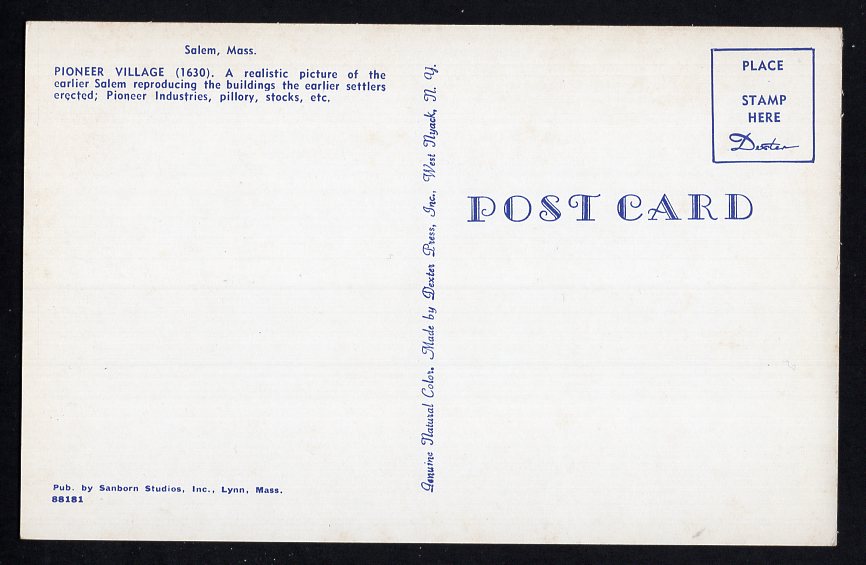 Salem, Mass.
PIONEER VILLAGE (1630). A realistic picture of the
earlier Salem reproducing the buildings the earlier settlers
erected; Pioneer Industries, pillory, stocks, etc.
Pub. by Sanborn Studios, Inc., Lynn, Mass.
88181
Genuine Natural Color. Made by Dexter Press, Inc., West Nyack, N. Y.
PLACE
STAMP
HERE
Dexter
POST CARD